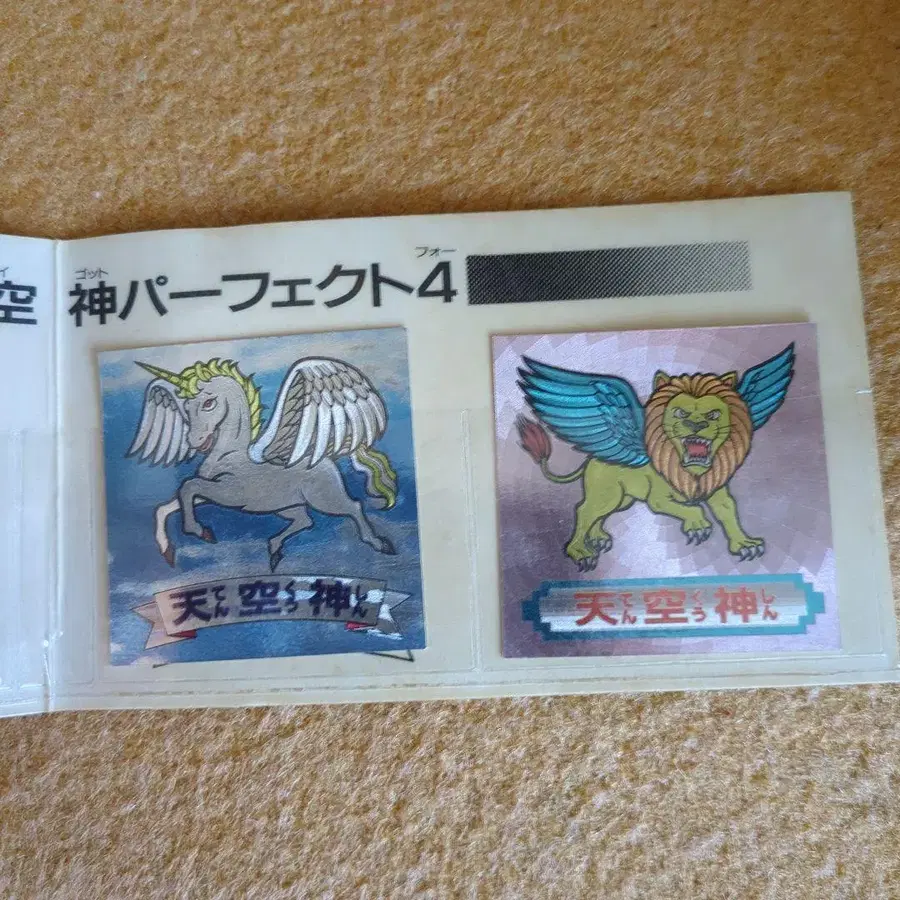 空 神パーフェクト4
イ ゴット フォー
天空神
てん くう しん
天空神
てん くう しん